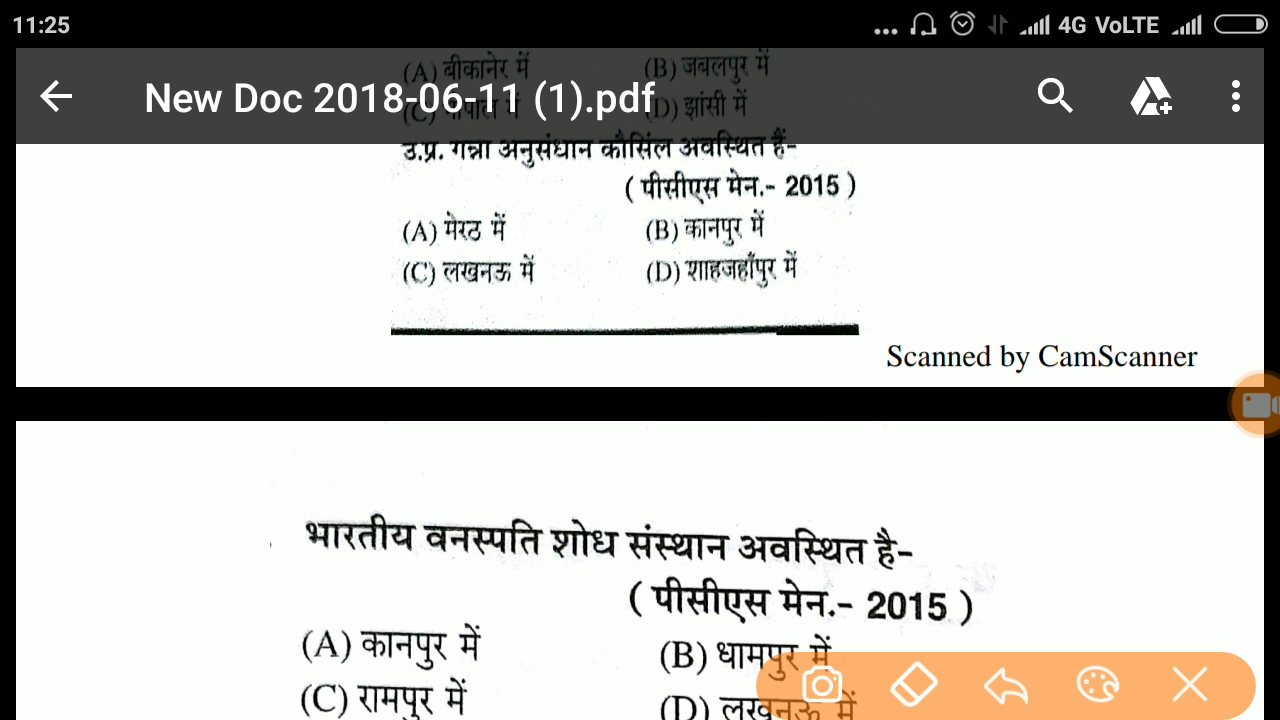 11:25
... 4G VoLTE
(A) बीकानेर में (B) जबलपुर में
New Doc 2018-06-11 (1).pdf
(C) में (D) झांसी में
उ.प्र. गन्ना अनुसंधान कौसिंल अवस्थित हैं-
( पीसीएस मेन.- 2015 )
(A) मेरठ में (B) कानपुर में
(C) लखनऊ में (D) शाहजहाँपुर में
Scanned by CamScanner
भारतीय वनस्पति शोध संस्थान अवस्थित है-
( पीसीएस मेन.- 2015 )
(A) कानपुर में (B) धामपुर में
(C) रामपुर में (D) लखनऊ में